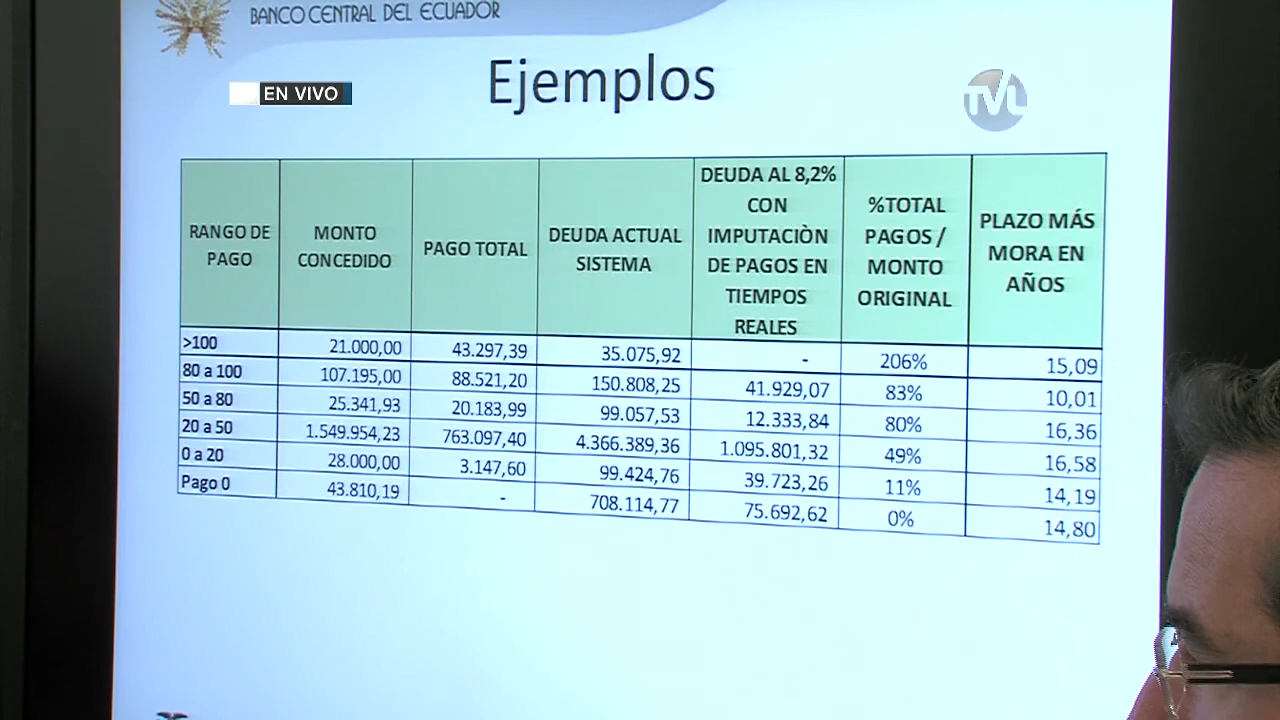 BANCO CENTRAL DEL ECUADOR
EN VIVO
Ejemplos
TVL
RANGO DE PAGO
MONTO CONCEDIDO
PAGO TOTAL
DEUDA ACTUAL SISTEMA
DEUDA AL 8,2% CON IMPUTACIÒN DE PAGOS EN TIEMPOS REALES
%TOTAL PAGOS / MONTO ORIGINAL
PLAZO MÁS MORA EN AÑOS
>100 21.000,00 43.297,39 35.075,92 - 206% 15,09
80 a 100 107.195,00 88.521,20 150.808,25 41.929,07 83% 10,01
50 a 80 25.341,93 20.183,99 99.057,53 12.333,84 80% 16,36
20 a 50 1.549.954,23 763.097,40 4.366.389,36 1.095.801,32 49% 16,58
0 a 20 28.000,00 3.147,60 99.424,76 39.723,26 11% 14,19
Pago 0 43.810,19 - 708.114,77 75.692,62 0% 14,80